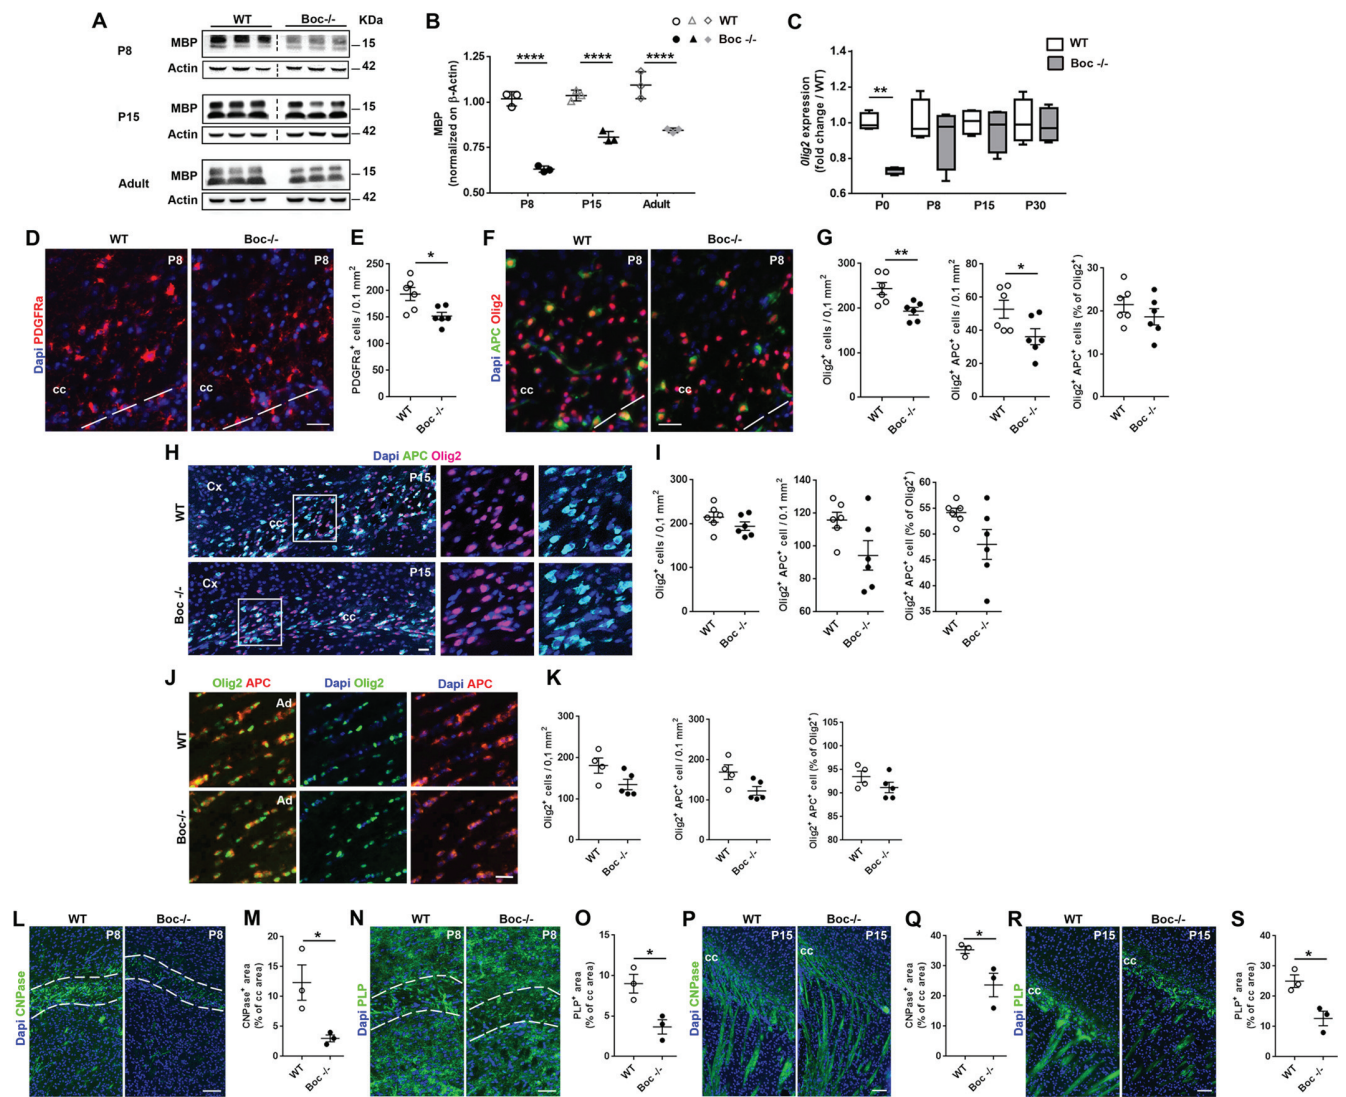 A
WT Boc-/- KDa
P8 MBP 15
Actin 42
P15 MBP 15
Actin 42
Adult MBP 15
Actin 42
B
WT
Boc -/-
MBP
(normalized on β-Actin)
1.25
1.00
0.75
0.50
**** **** ****
P8 P15 Adult
C
WT
Boc -/-
Olig2 expression
(fold change / WT)
1.4
1.2
1.0
0.8
0.6
**
P0 P8 P15 P30
D
WT Boc-/-
Dapi PDGFRa
P8 P8
cc cc
E
PDGFRa⁺ cells / 0.1 mm²
250
200
150
100
50
0
*
WT Boc -/-
F
WT Boc-/-
Dapi APC Olig2
P8 P8
cc cc
G
Olig2⁺ cells / 0,1 mm²
300
200
100
0
**
WT Boc -/-
Olig2⁺ APC⁺ cells / 0.1 mm²
80
60
40
20
0
*
WT Boc -/-
Olig2⁺ APC⁺ cells (% of Olig2⁺)
30
20
10
0
WT Boc -/-
H
Dapi APC Olig2
WT
Cx P15
cc
Boc -/-
Cx P15
cc
I
Olig2⁺ cells / 0,1 mm²
300
200
100
0
WT Boc -/-
Olig2⁺ APC⁺ cell / 0.1 mm²
140
120
100
80
60
WT Boc -/-
Olig2⁺ APC⁺ cell (% of Olig2⁺)
60
55
50
45
40
35
WT Boc -/-
J
Olig2 APC Dapi Olig2 Dapi APC
WT Ad
Boc-/- Ad
K
Olig2⁺ cells / 0,1 mm²
300
200
100
0
WT Boc -/-
Olig2⁺ APC⁺ cell / 0.1 mm²
300
200
100
0
WT Boc -/-
Olig2⁺ APC⁺ cell (% of Olig2⁺)
105
100
95
90
85
80
WT Boc -/-
L
WT Boc-/-
Dapi CNPase
P8 P8
M
CNPase⁺ area
(% of cc area)
20
15
10
5
0
*
WT Boc -/-
N
WT Boc-/-
Dapi PLP
P8 P8
O
PLP⁺ area
(% of cc area)
15
10
5
0
*
WT Boc -/-
P
WT Boc-/-
Dapi CNPase
P15 P15
cc cc
Q
CNPase⁺ area
(% of cc area)
40
30
20
10
0
*
WT Boc -/-
R
WT Boc-/-
Dapi PLP
P15 P15
cc cc
S
PLP⁺ area
(% of cc area)
40
30
20
10
0
*
WT Boc -/-